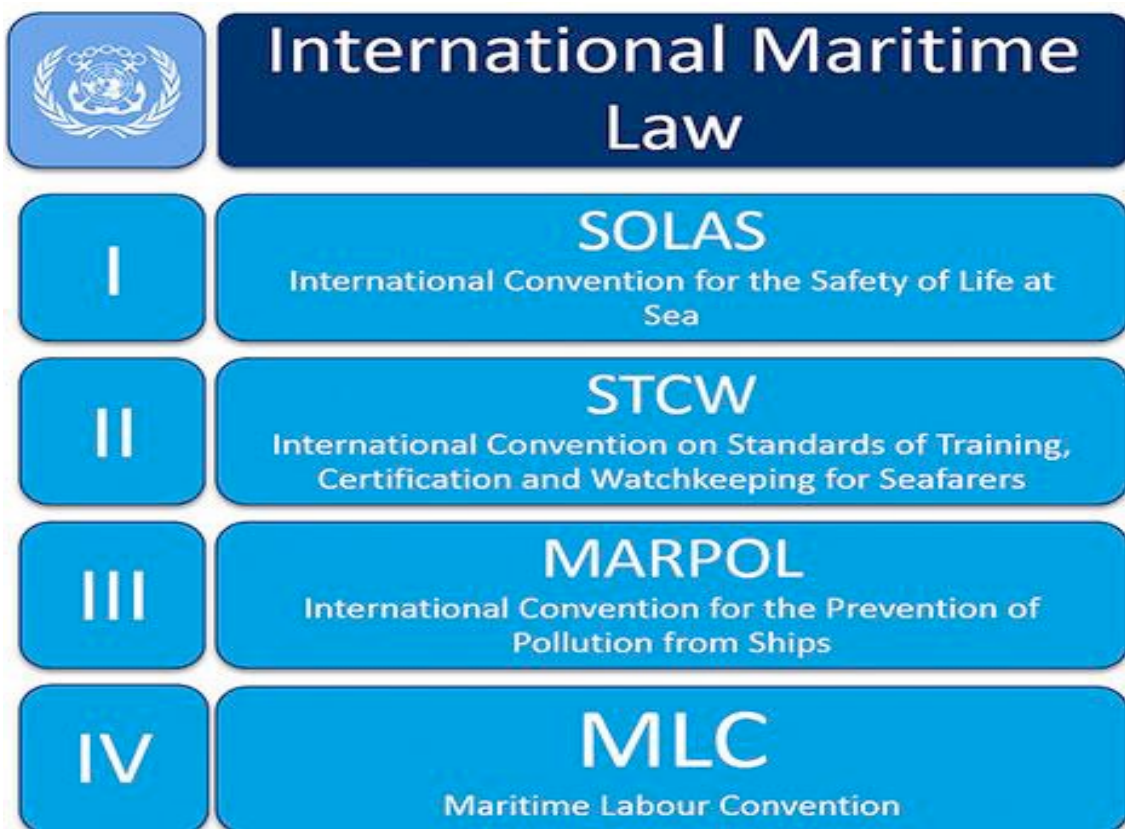 International Maritime
Law
I
SOLAS
International Convention for the Safety of Life at
Sea
II
STCW
International Convention on Standards of Training,
Certification and Watchkeeping for Seafarers
III
MARPOL
International Convention for the Prevention of
Pollution from Ships
IV
MLC
Maritime Labour Convention